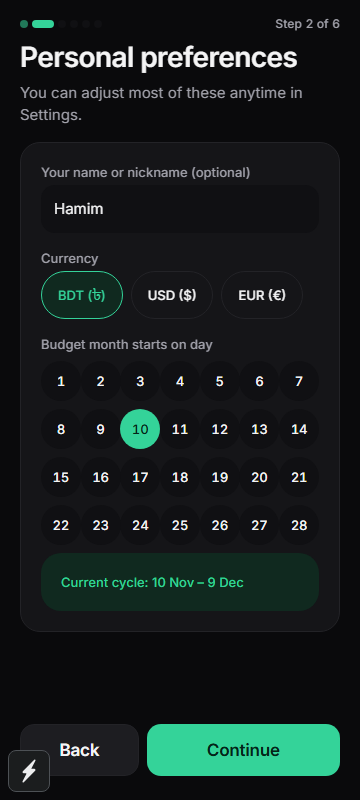 Step 2 of 6
Personal preferences
You can adjust most of these anytime in
Settings.
Your name or nickname (optional)
Hamim
Currency
BDT (৳) USD ($) EUR (€)
Budget month starts on day
1 2 3 4 5 6 7
8 9 10 11 12 13 14
15 16 17 18 19 20 21
22 23 24 25 26 27 28
Current cycle: 10 Nov – 9 Dec
Back Continue